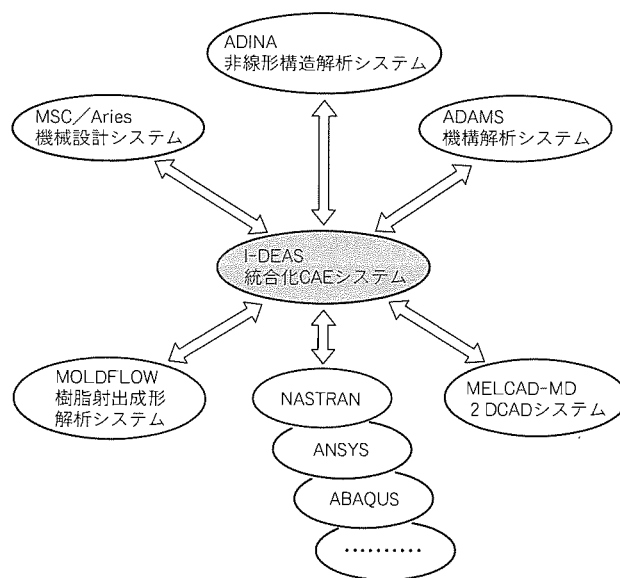 ADINA
非線形構造解析システム
MSC／Aries
機械設計システム
ADAMS
機構解析システム
I-DEAS
統合化CAEシステム
MOLDFLOW
樹脂射出成形
解析システム
NASTRAN
ANSYS
ABAQUS
‥‥‥‥‥
MELCAD-MD
２DCADシステム